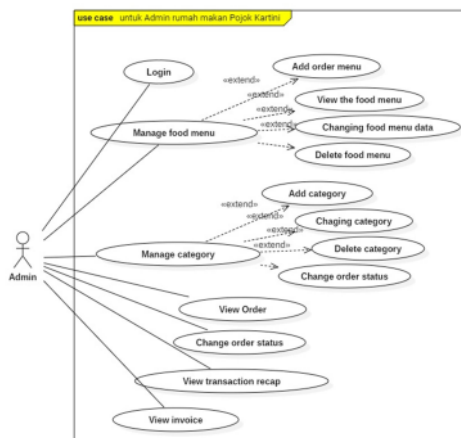 use case untuk Admin rumah makan Pojok Kartini
Login
Add order menu
«extend»
View the food menu
«extend»
Manage food menu
«extend»
Changing food menu data
Delete food menu
Add category
«extend»
Chaging category
«extend»
Manage category
«extend»
Delete category
Change order status
Admin
View Order
Change order status
View transaction recap
View invoice